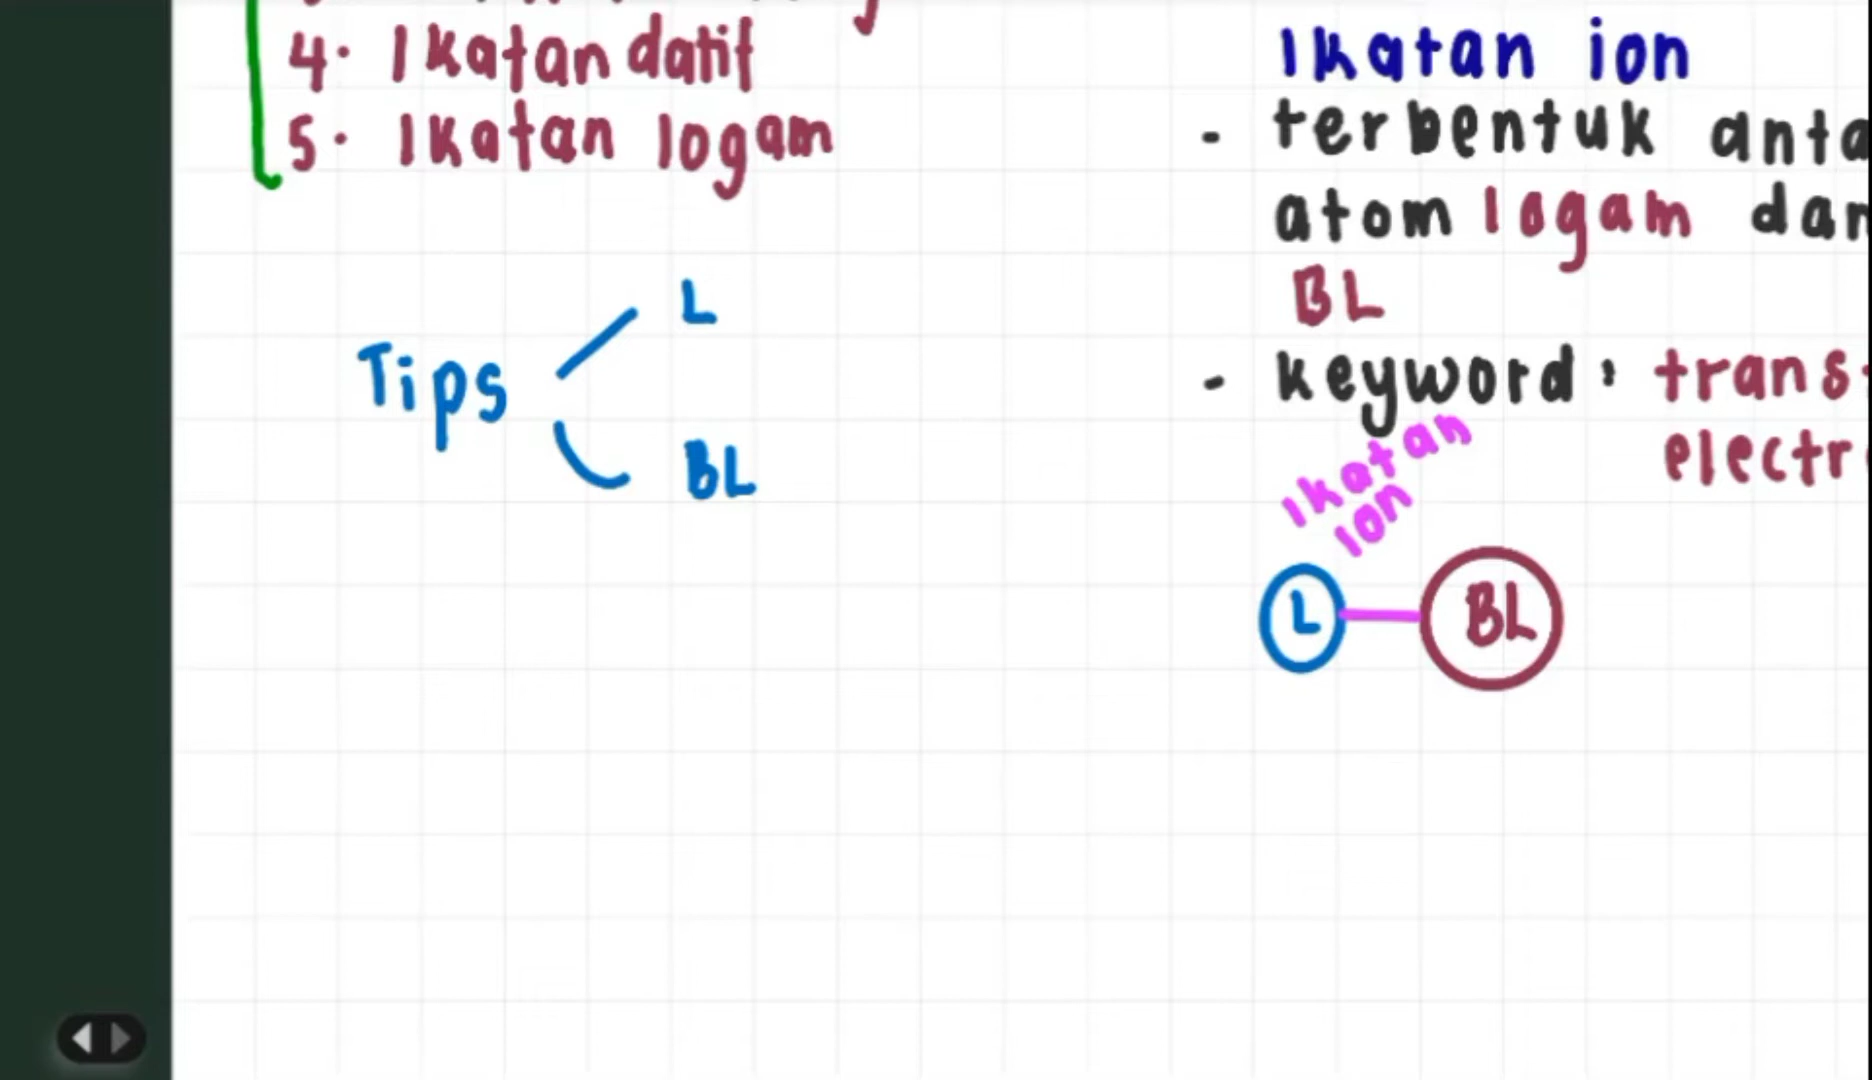 4. Ikatan datif
5. Ikatan logam
Tips
L
BL
Ikatan ion
- terbentuk anta
atom logam dan
BL
- keyword: trans
electr
Ikatan
ion
L
BL